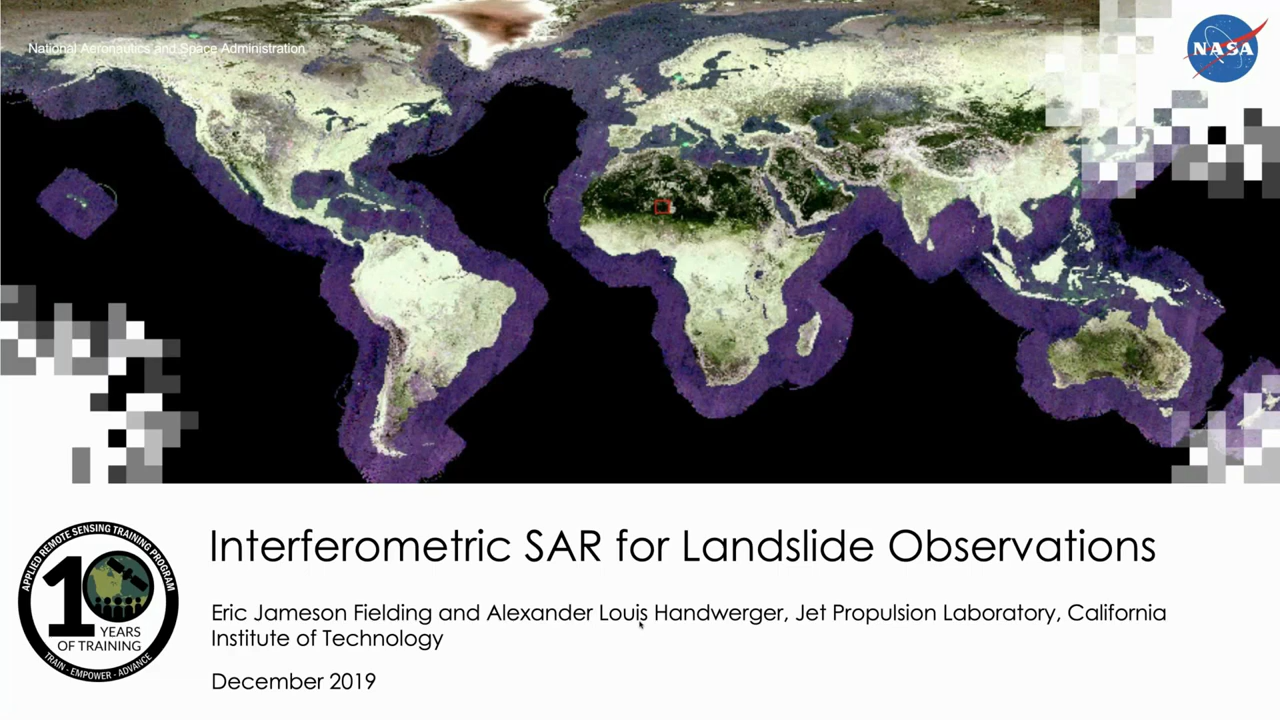 National Aeronautics and Space Administration
NASA
Interferometric SAR for Landslide Observations
APPLIED REMOTE SENSING TRAINING PROGRAM
10
YEARS
OF TRAINING
TRAIN - EMPOWER - ADVANCE
Eric Jameson Fielding and Alexander Louis Handwerger, Jet Propulsion Laboratory, California
Institute of Technology
December 2019